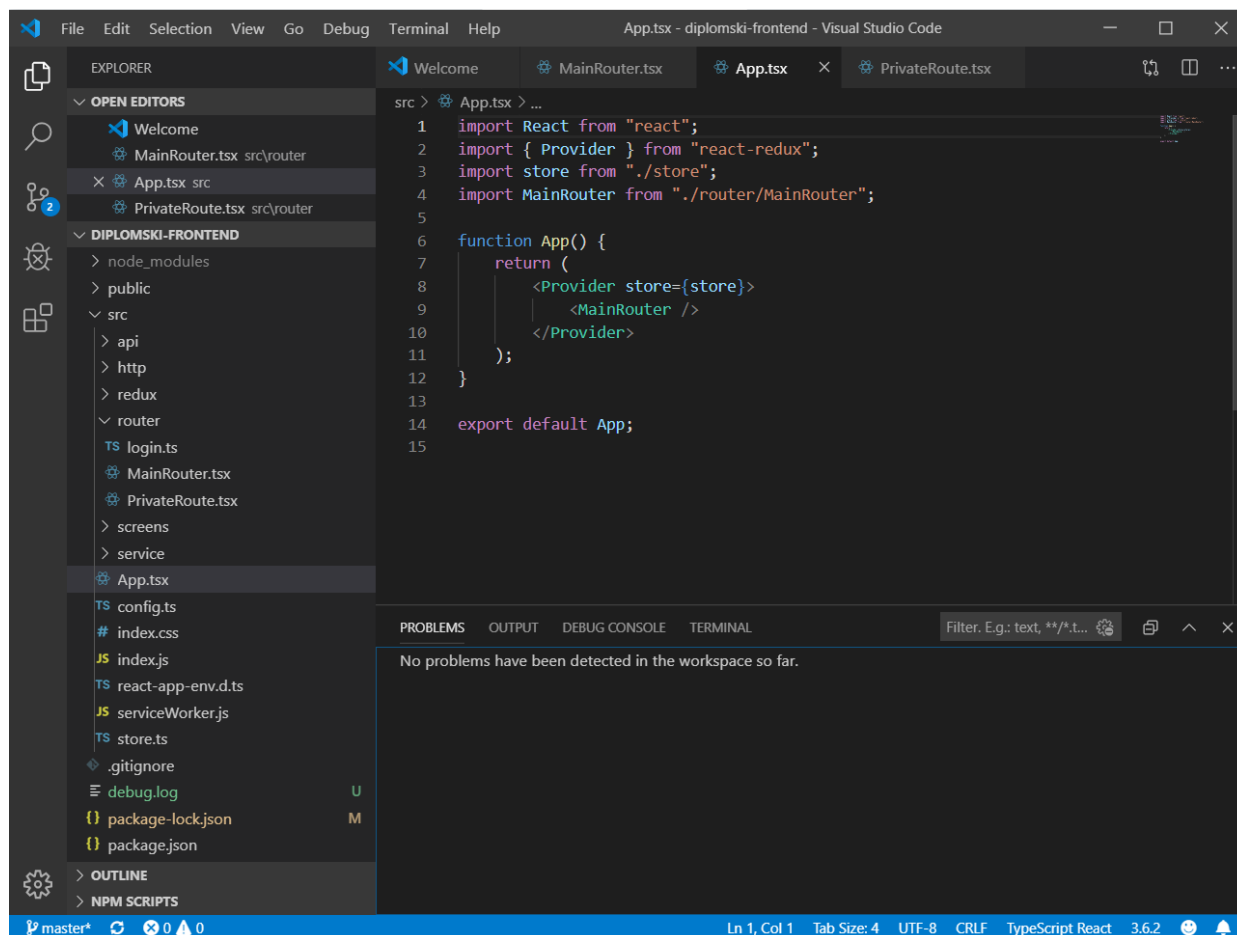 File Edit Selection View Go Debug Terminal Help App.tsx - diplomski-frontend - Visual Studio Code
EXPLORER
OPEN EDITORS
Welcome
MainRouter.tsx src\router
App.tsx src
PrivateRoute.tsx src\router
DIPLOMSKI-FRONTEND
node_modules
public
src
api
http
redux
router
TS login.ts
MainRouter.tsx
PrivateRoute.tsx
screens
service
App.tsx
TS config.ts
# index.css
JS index.js
TS react-app-env.d.ts
JS serviceWorker.js
TS store.ts
.gitignore
debug.log U
{} package-lock.json M
{} package.json
OUTLINE
NPM SCRIPTS
2
Welcome MainRouter.tsx App.tsx PrivateRoute.tsx
src > App.tsx > ...
1 import React from "react";
2 import { Provider } from "react-redux";
3 import store from "./store";
4 import MainRouter from "./router/MainRouter";
5
6 function App() {
7 return (
8 <Provider store={store}>
9 <MainRouter />
10 </Provider>
11 );
12 }
13
14 export default App;
15
PROBLEMS OUTPUT DEBUG CONSOLE TERMINAL Filter. E.g.: text, **/*.t...
No problems have been detected in the workspace so far.
master* 0 0 Ln 1, Col 1 Tab Size: 4 UTF-8 CRLF TypeScript React 3.6.2